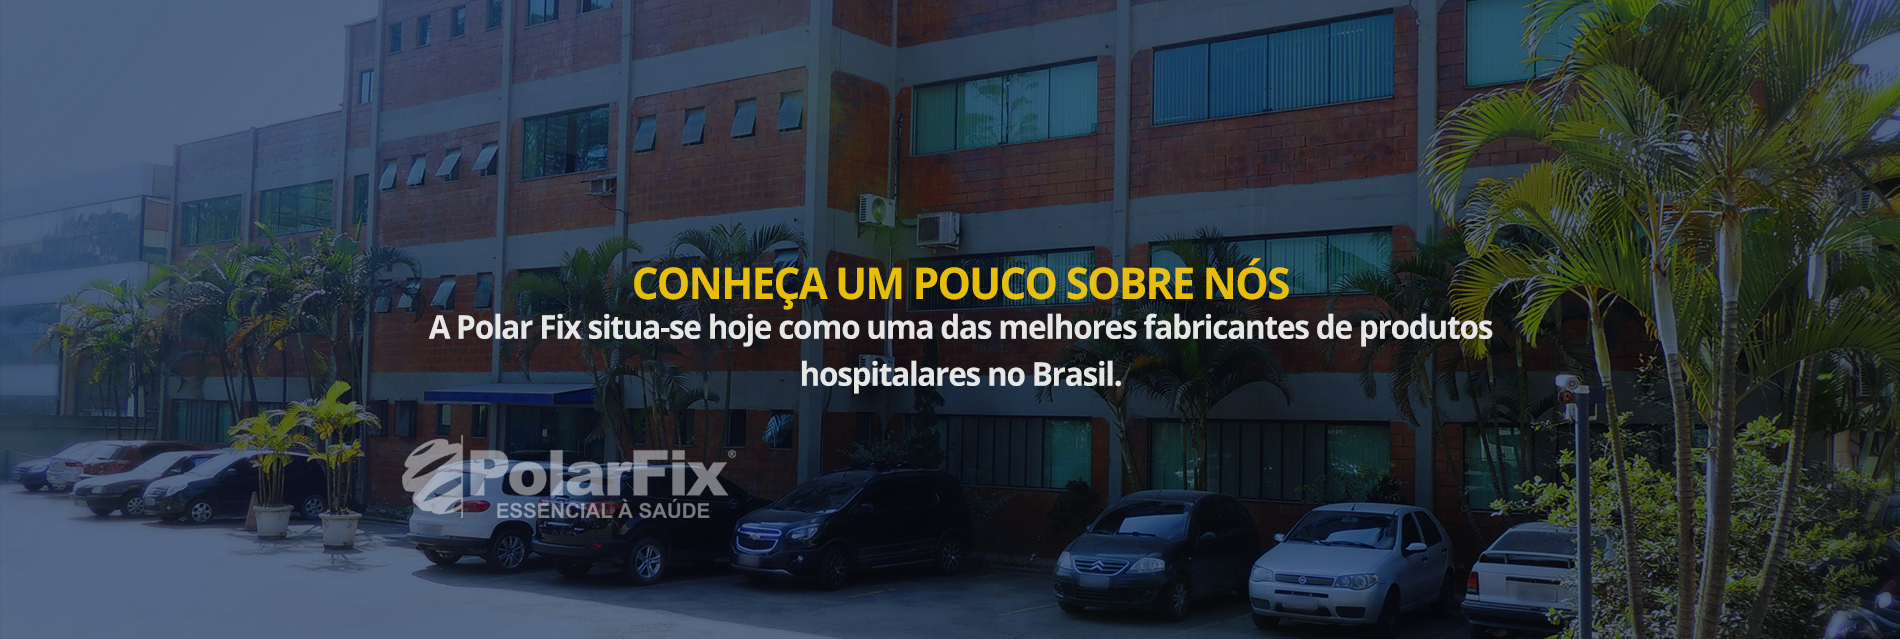 CONHEÇA UM POUCO SOBRE NÓS
A Polar Fix situa-se hoje como uma das melhores fabricantes de produtos
hospitalares no Brasil.
PolarFix®
ESSENCIAL À SAÚDE